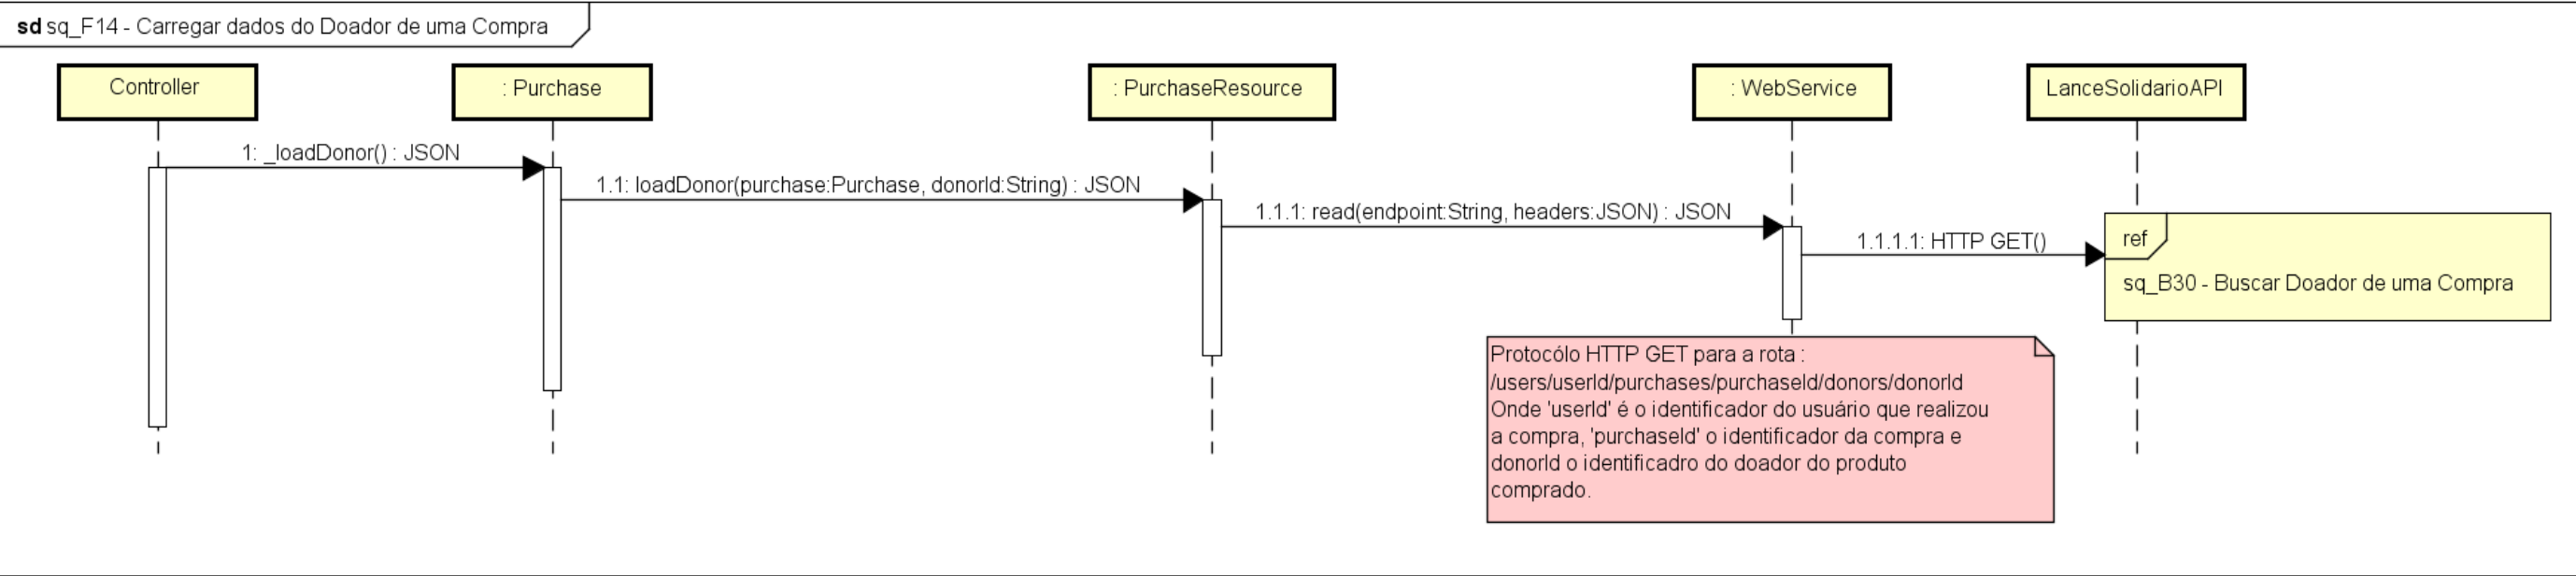 sd sq_F14 - Carregar dados do Doador de uma Compra
Controller
: Purchase
: PurchaseResource
: WebService
LanceSolidarioAPI
1: _loadDonor() : JSON
1.1: loadDonor(purchase:Purchase, donorId:String) : JSON
1.1.1: read(endpoint:String, headers:JSON) : JSON
1.1.1.1: HTTP GET()
ref
sq_B30 - Buscar Doador de uma Compra
Protocólo HTTP GET para a rota :
/users/userId/purchases/purchaseId/donors/donorId
Onde 'userId' é o identificador do usuário que realizou
a compra, 'purchaseId' o identificador da compra e
donorId o identificadro do doador do produto
comprado.